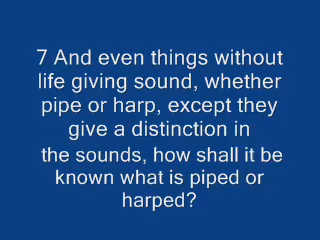 7 And even things without
life giving sound, whether
pipe or harp, except they
give a distinction in
the sounds, how shall it be
known what is piped or
harped?